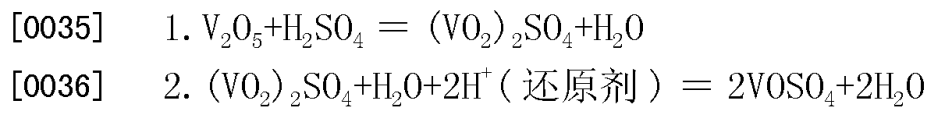 [0035] 1. V₂O₅+H₂SO₄ = (VO₂)₂SO₄+H₂O
[0036] 2. (VO₂)₂SO₄+H₂O+2H⁺(还原剂) = 2VOSO₄+2H₂O